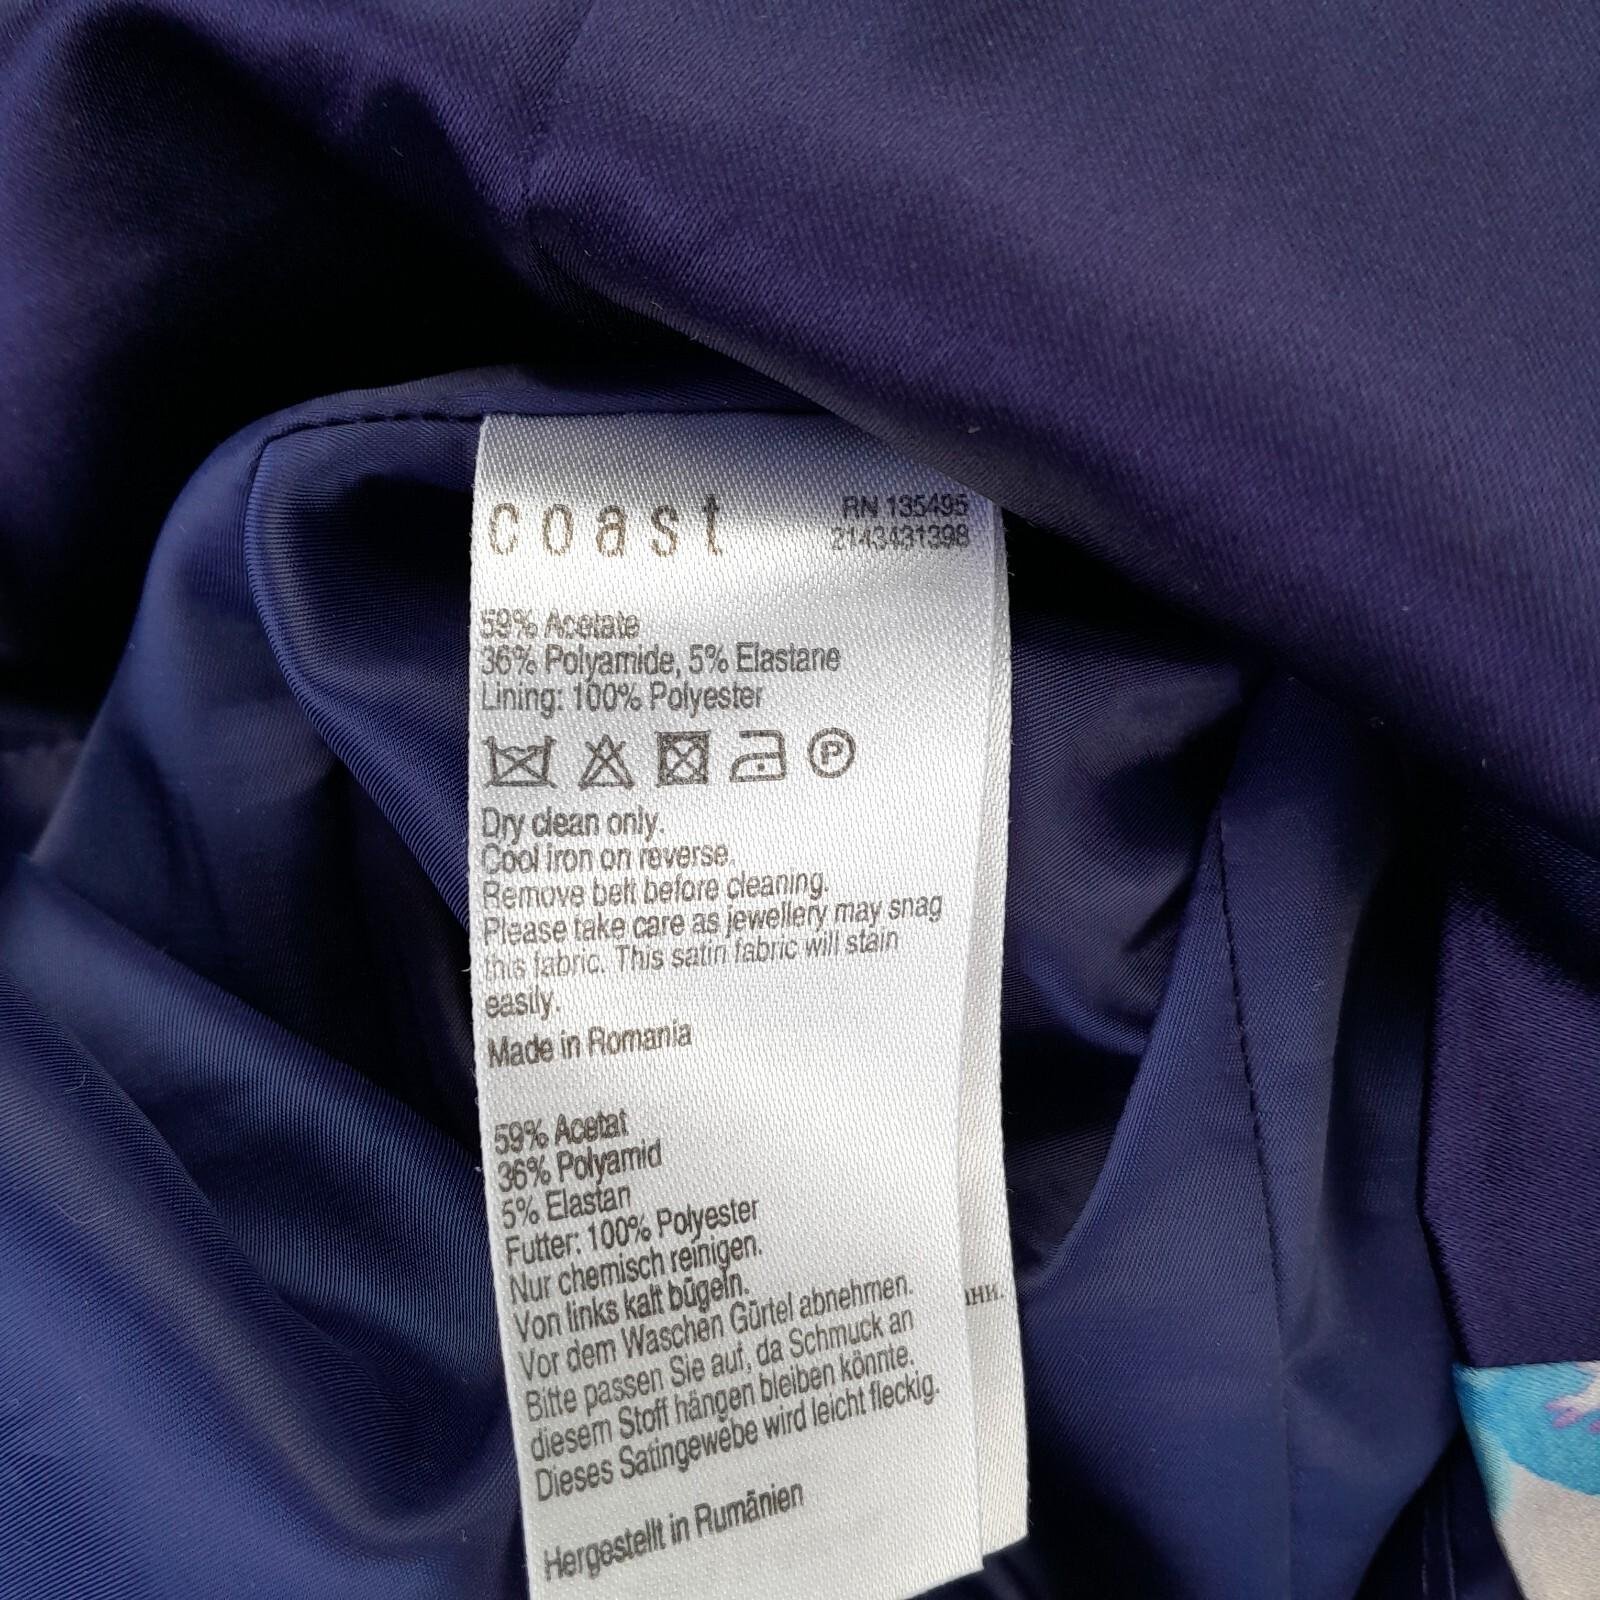 coast
RN 135495
2143431398
59% Acetate
36% Polyamide, 5% Elastane
Lining: 100% Polyester
P
Dry clean only.
Cool iron on reverse.
Remove belt before cleaning.
Please take care as jewellery may snag
this fabric. This satin fabric will stain
easily.
Made in Romania
59% Acetat
36% Polyamid
5% Elastan
Futter: 100% Polyester
Nur chemisch reinigen.
Von links kalt bügeln.
Vor dem Waschen Gürtel abnehmen.
Bitte passen Sie auf, da Schmuck an
diesem Stoff hängen bleiben könnte.
Dieses Satingewebe wird leicht fleckig.
Hergestellt in Rumänien